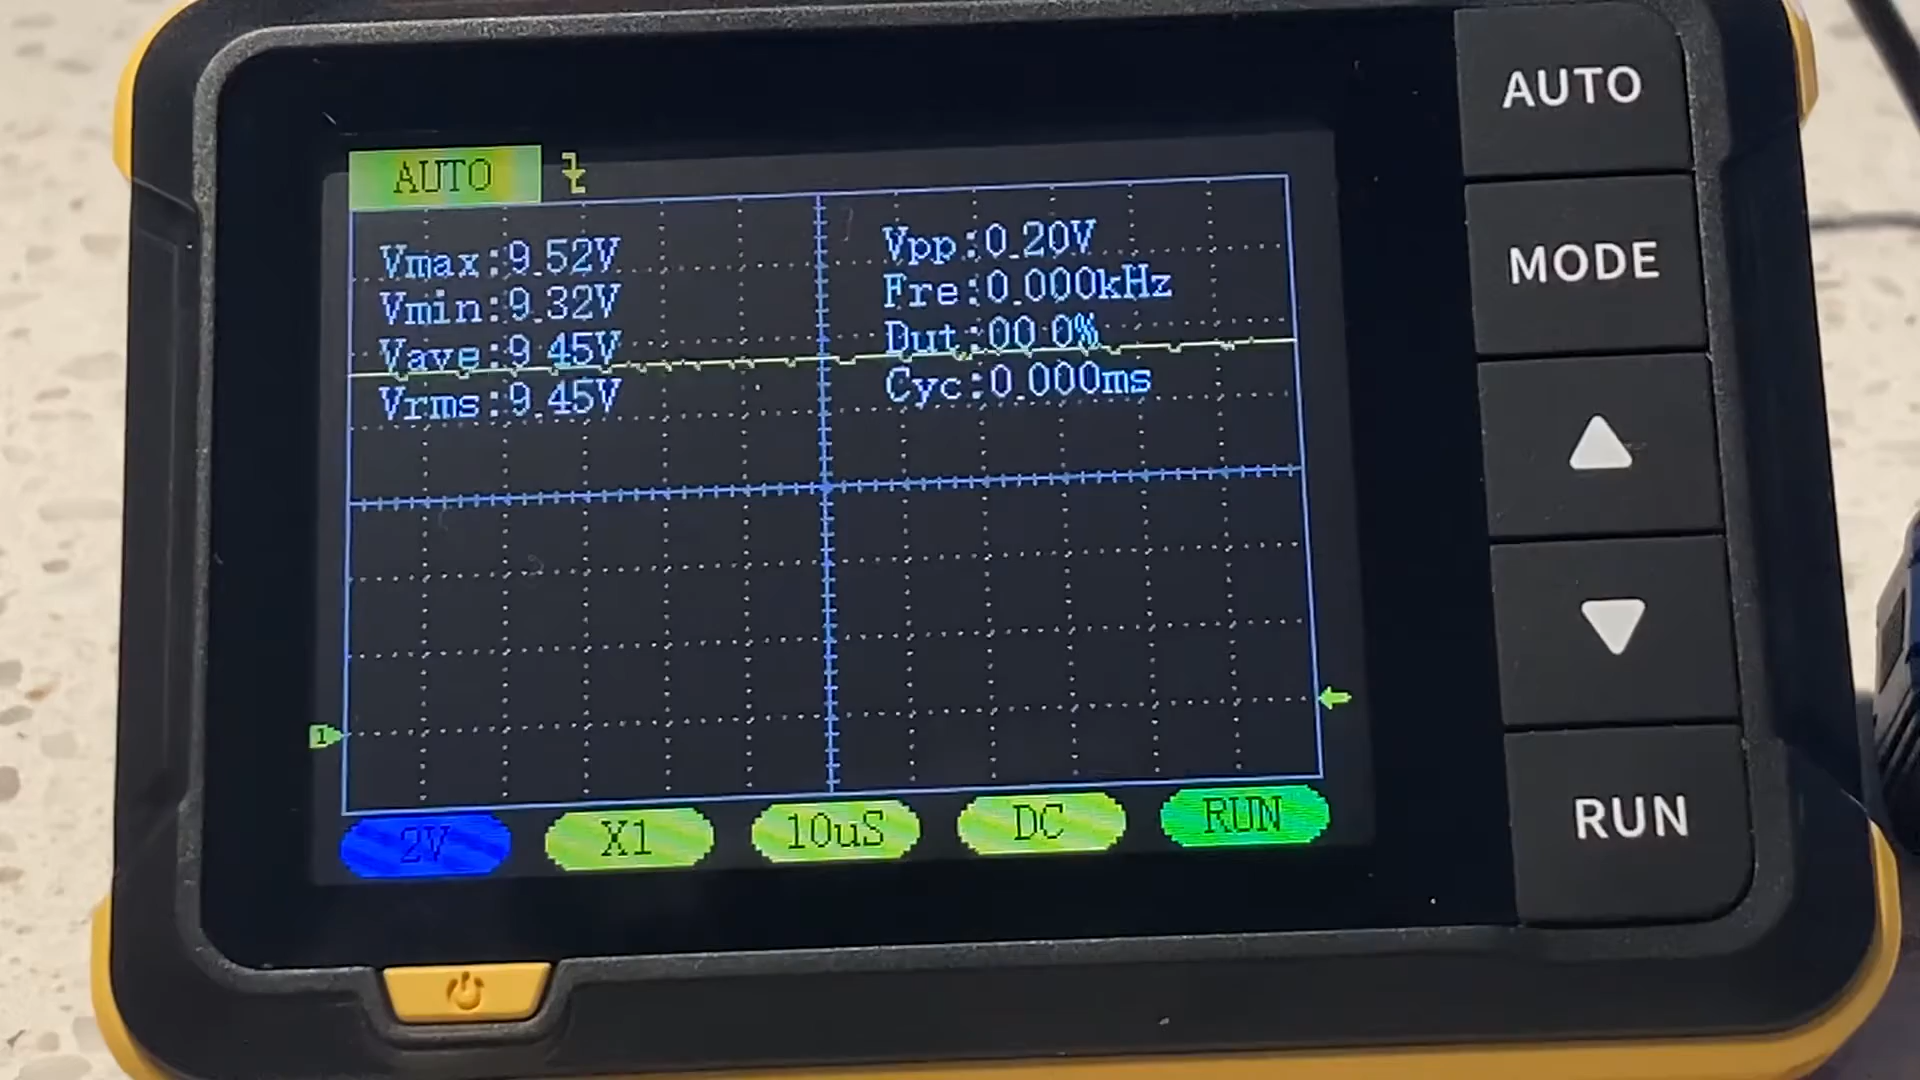 AUTO
Vmax:9.52V
Vmin:9.32V
Vave:9.45V
Vrms:9.45V
Vpp:0.20V
Fre:0.000kHz
Dut:00.0%
Cyc:0.000ms
1
2V
X1
10uS
DC
RUN
AUTO
MODE
RUN